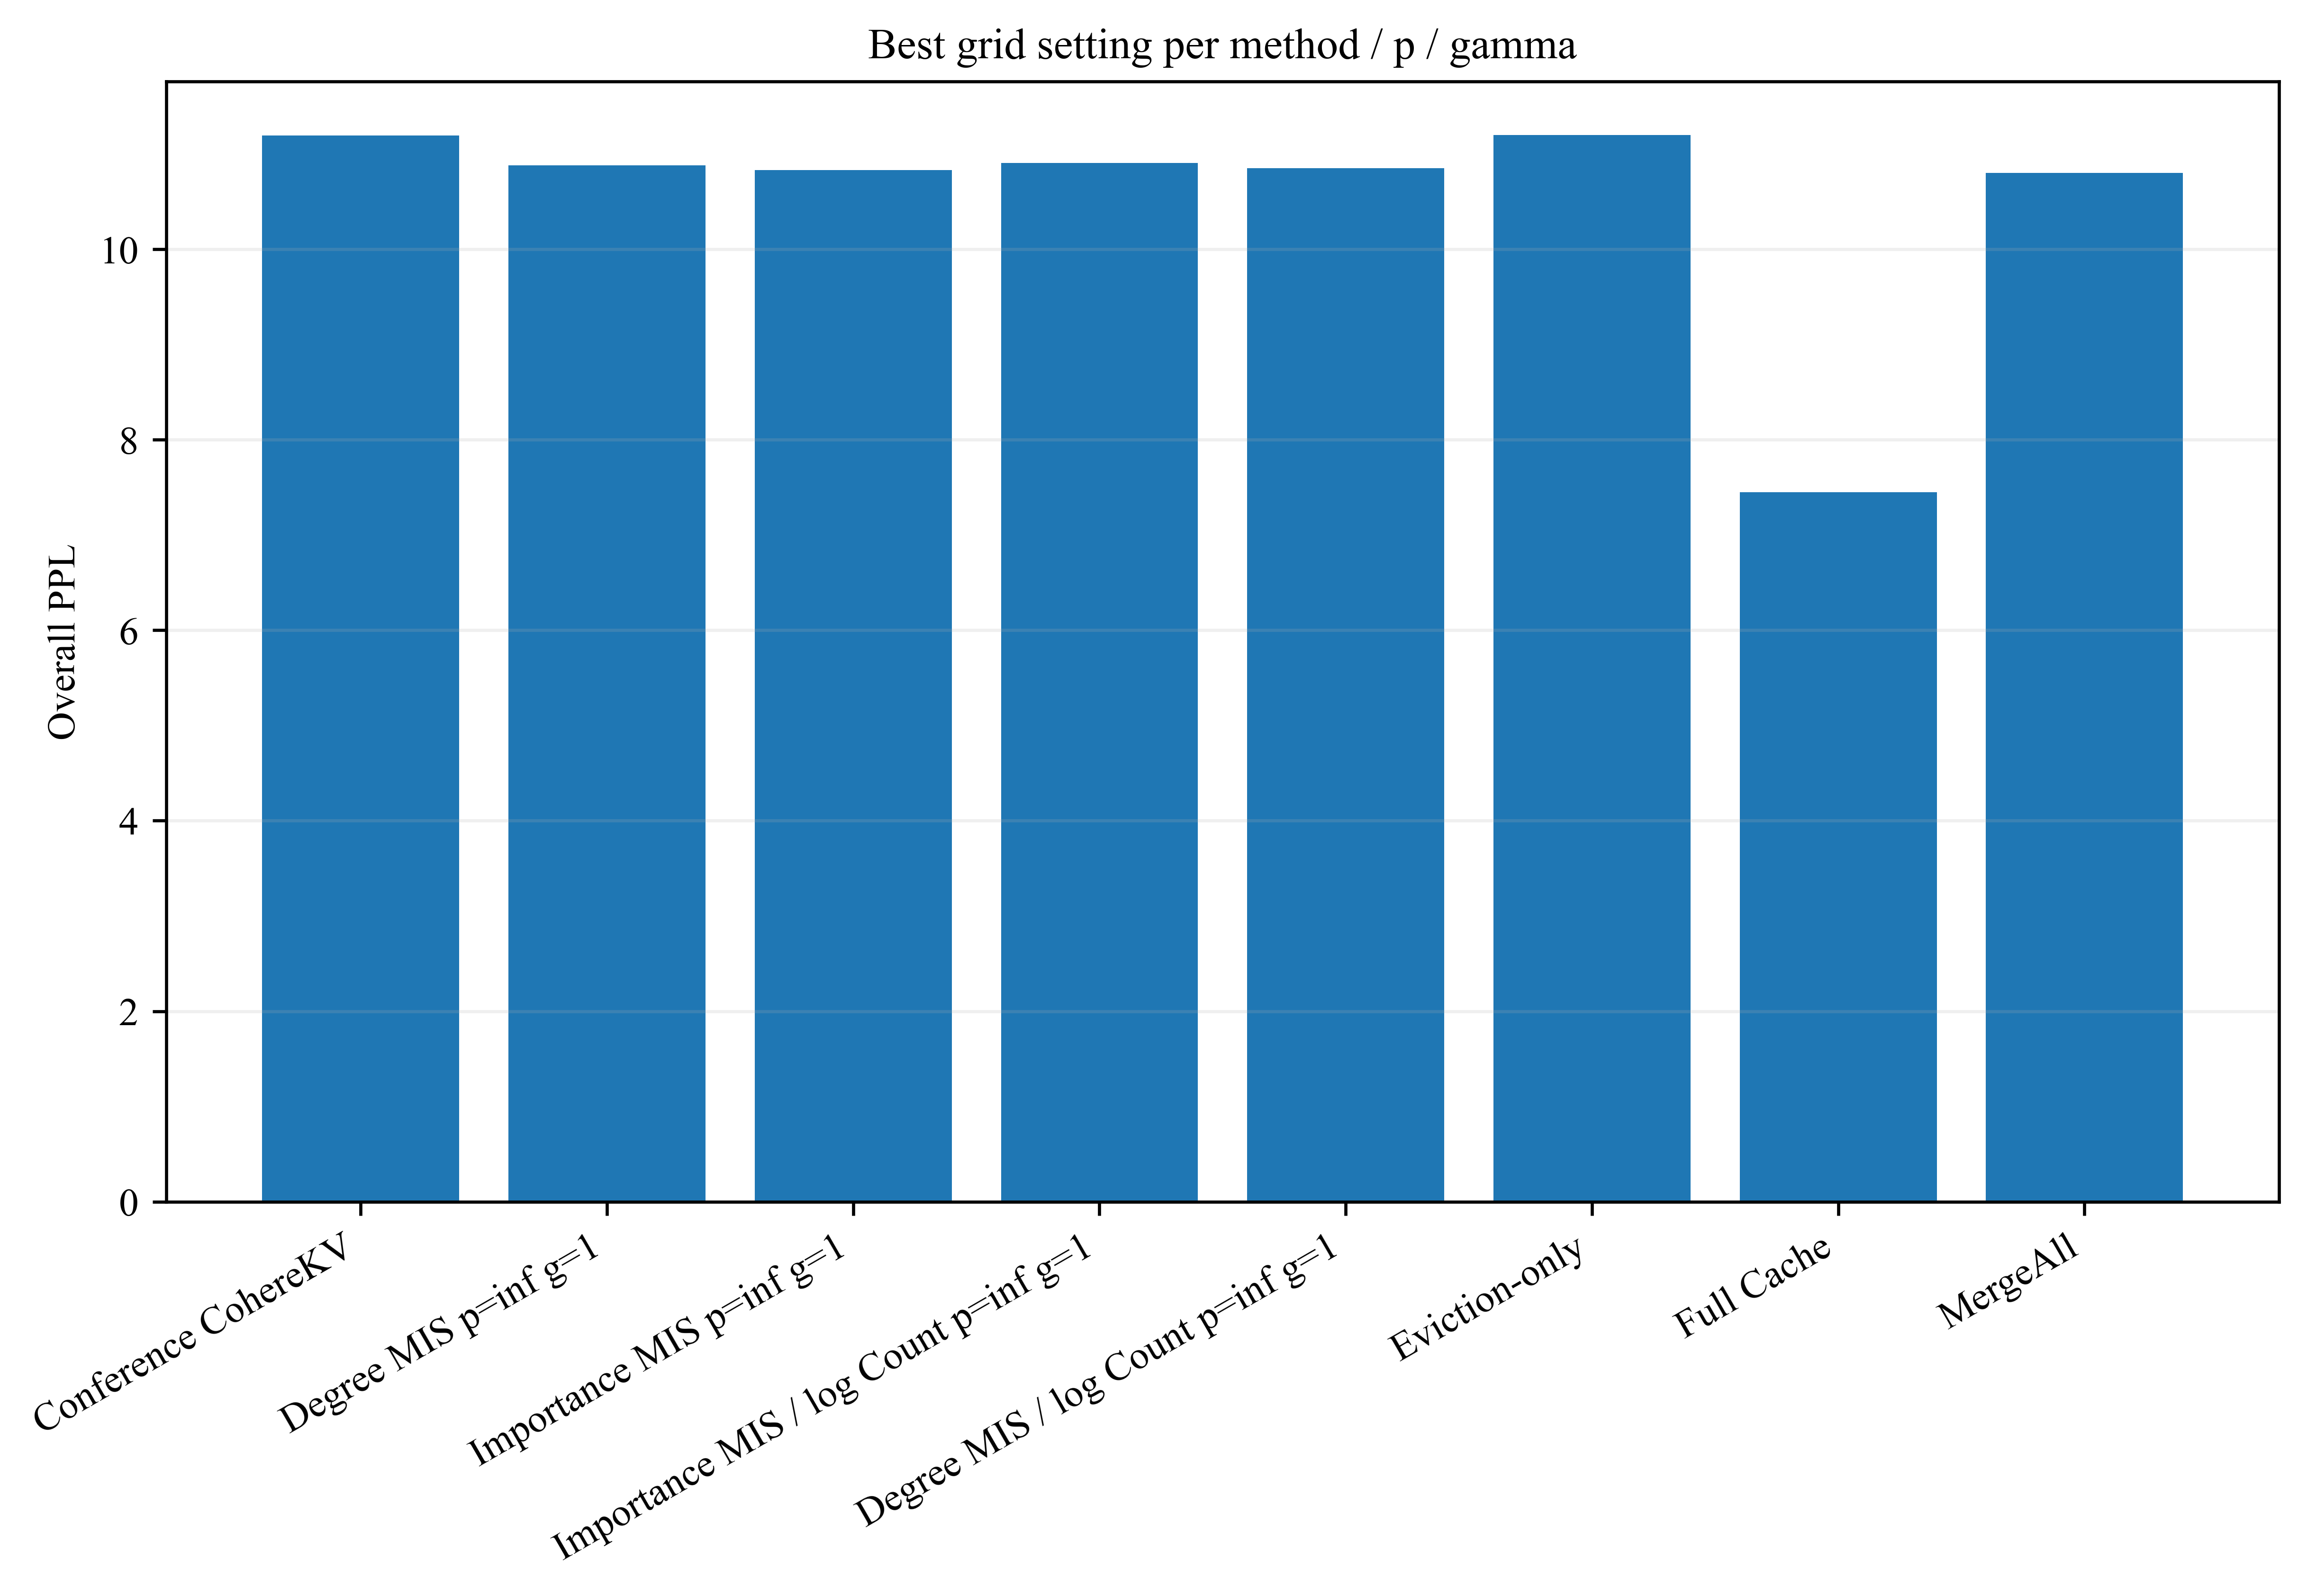 Best grid setting per method / p / gamma
Overall PPL
10
8
6
4
2
0
Conference CohereKV
Degree MIS p=inf g=1
Importance MIS p=inf g=1
Importance MIS / log Count p=inf g=1
Degree MIS / log Count p=inf g=1
Eviction-only
Full Cache
MergeAll